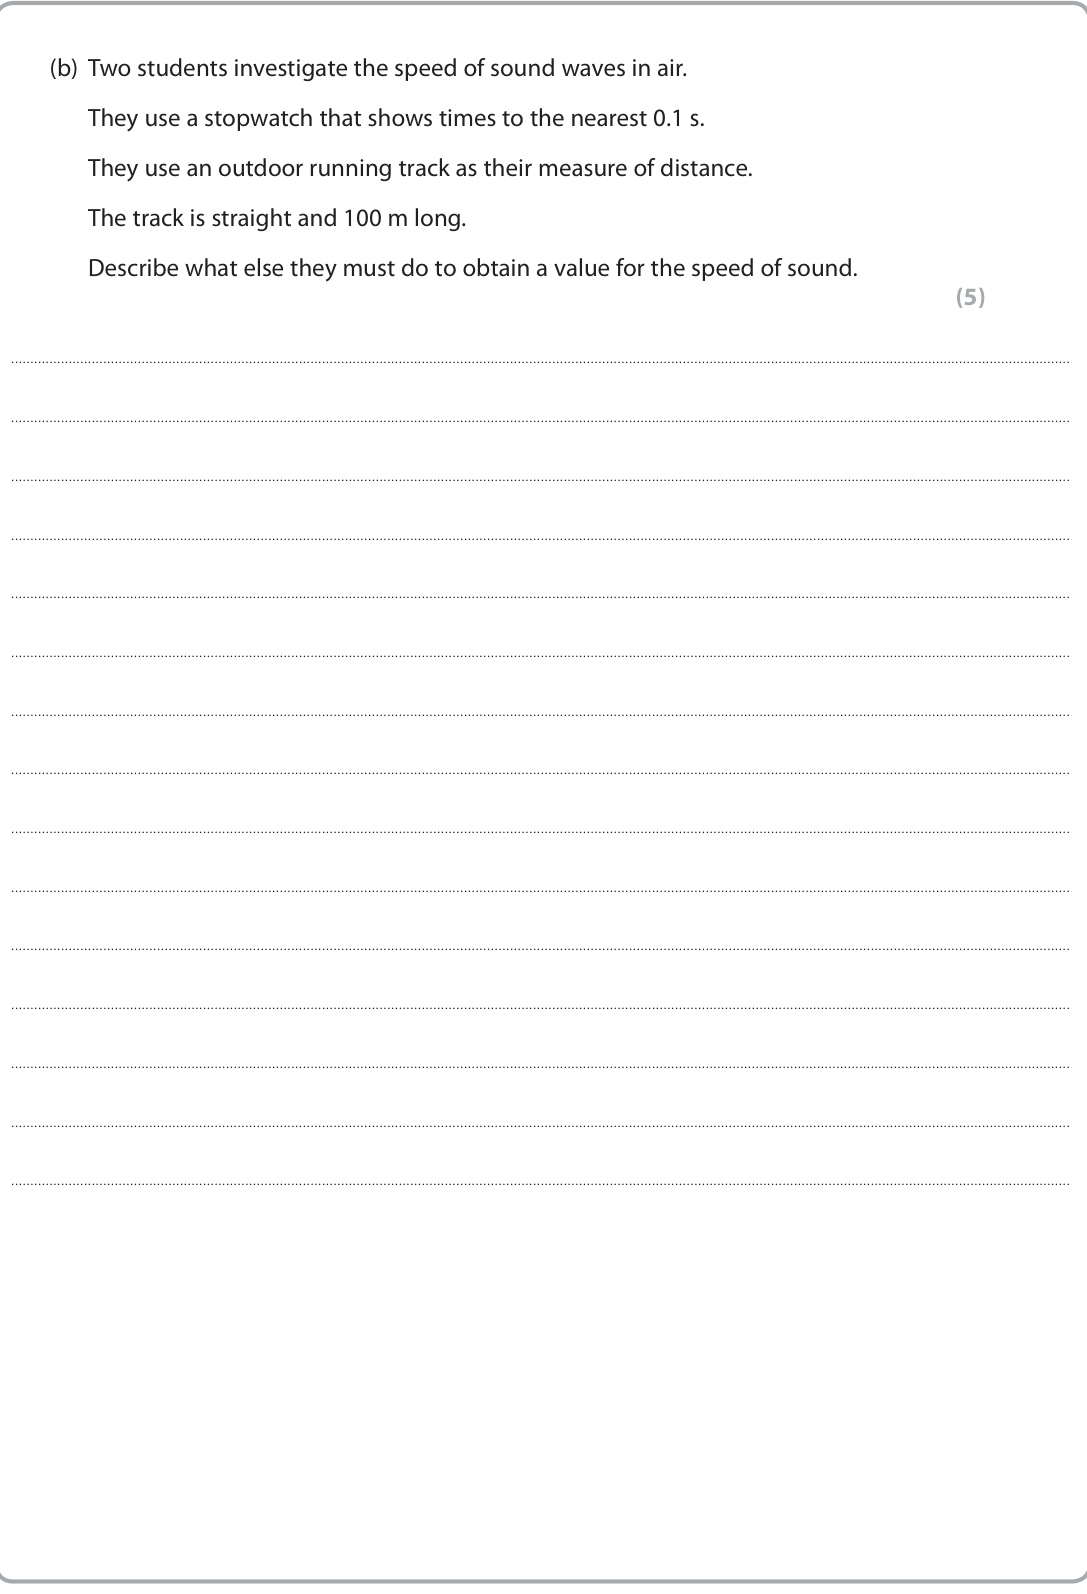 (b) Two students investigate the speed of sound waves in air.
They use a stopwatch that shows times to the nearest 0.1 s.
They use an outdoor running track as their measure of distance.
The track is straight and 100 m long.
Describe what else they must do to obtain a value for the speed of sound.
(5)